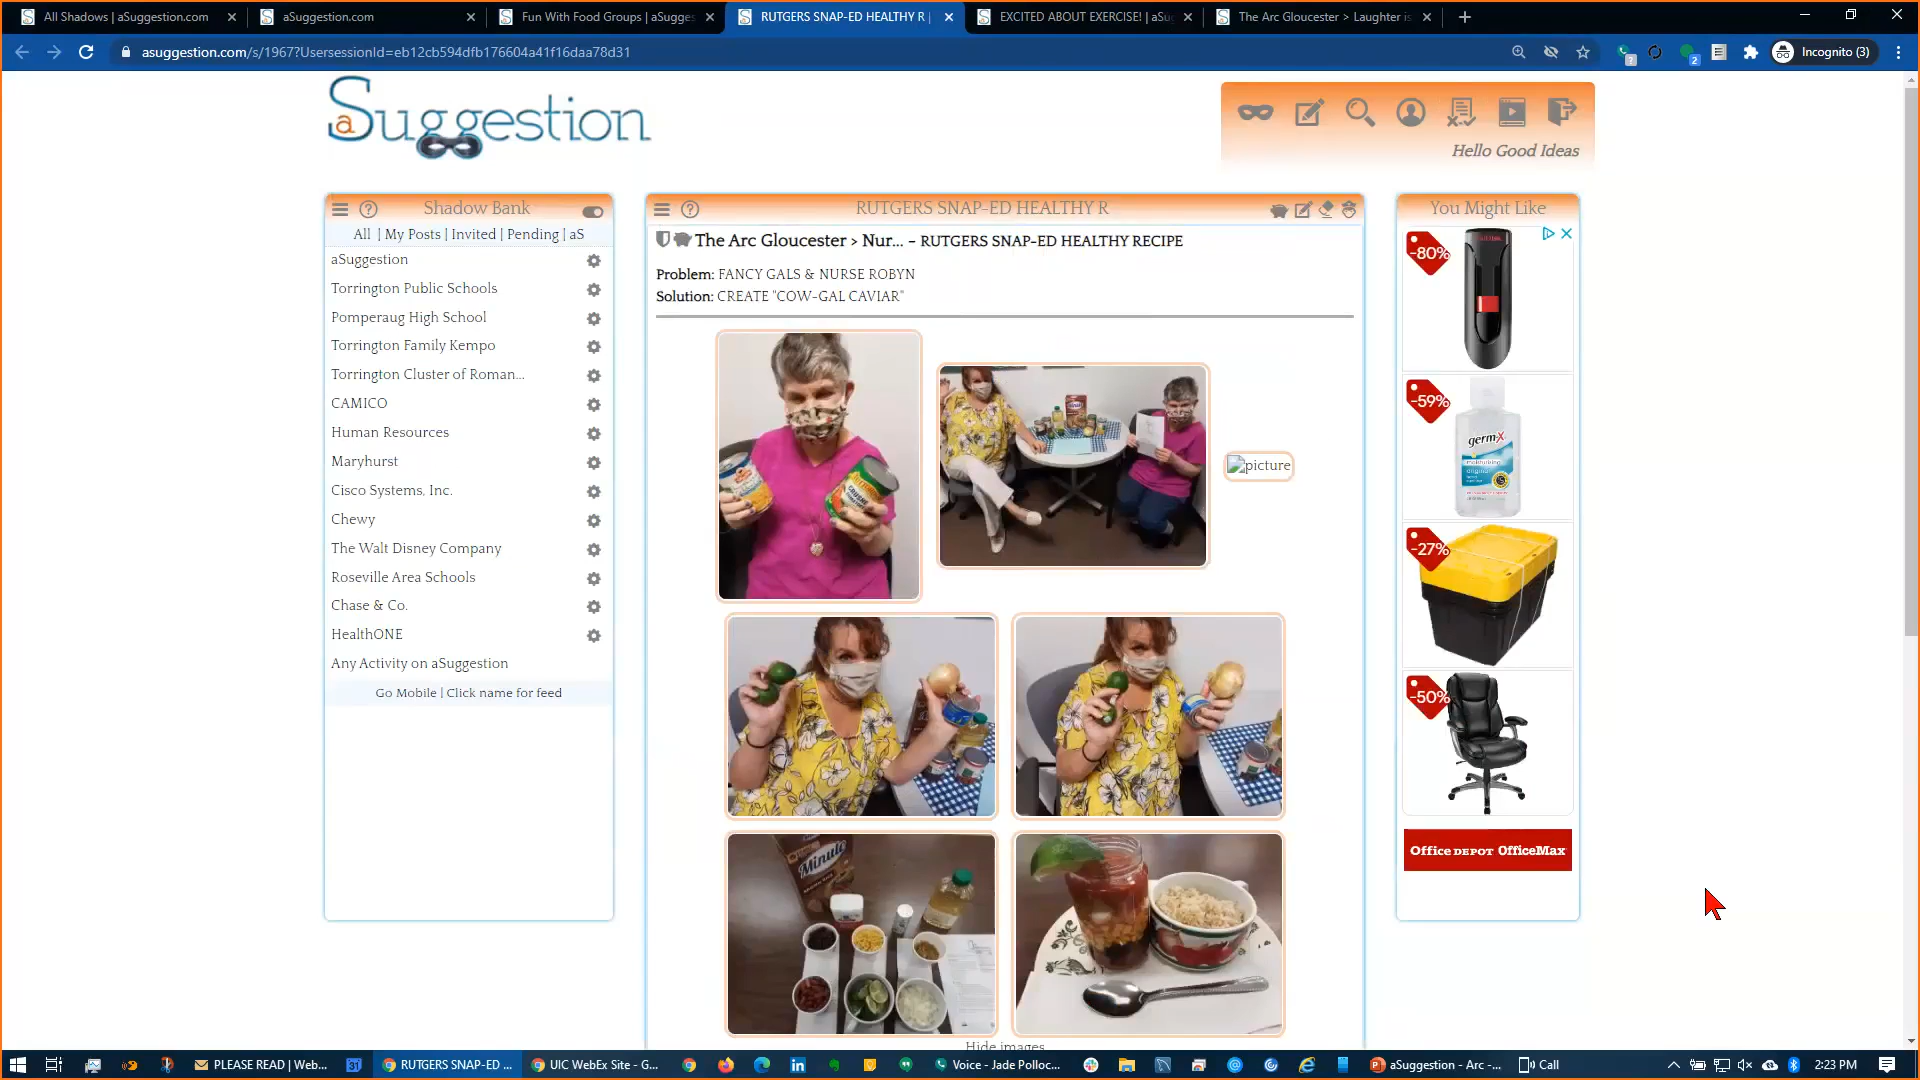 All Shadows | aSuggestion.com
aSuggestion.com
Fun With Food Groups | aSugges
RUTGERS SNAP-ED HEALTHY R |
EXCITED ABOUT EXERCISE! | aSu
The Arc Gloucester > Laughter is
asuggestion.com/s/1967?UsersessionId=eb12cb594dfb176604a41f16daa78d31
Incognito (3)
aSuggestion
Hello Good Ideas
Shadow Bank
All | My Posts | Invited | Pending | aS
aSuggestion
Torrington Public Schools
Pomperaug High School
Torrington Family Kempo
Torrington Cluster of Roman...
CAMICO
Human Resources
Maryhurst
Cisco Systems, Inc.
Chewy
The Walt Disney Company
Roseville Area Schools
Chase & Co.
HealthONE
Any Activity on aSuggestion
Go Mobile | Click name for feed
RUTGERS SNAP-ED HEALTHY R
The Arc Gloucester > Nur... - RUTGERS SNAP-ED HEALTHY RECIPE
Problem: FANCY GALS & NURSE ROBYN
Solution: CREATE "COW-GAL CAVIAR"
picture
Minute
Hide images
You Might Like
-80%
-59%
germ-X
-27%
-50%
Office DEPOT OfficeMax
PLEASE READ | Web...
31
RUTGERS SNAP-ED ...
UIC WebEx Site - G...
Voice - Jade Polloc...
aSuggestion - Arc -...
Call
2:23 PM